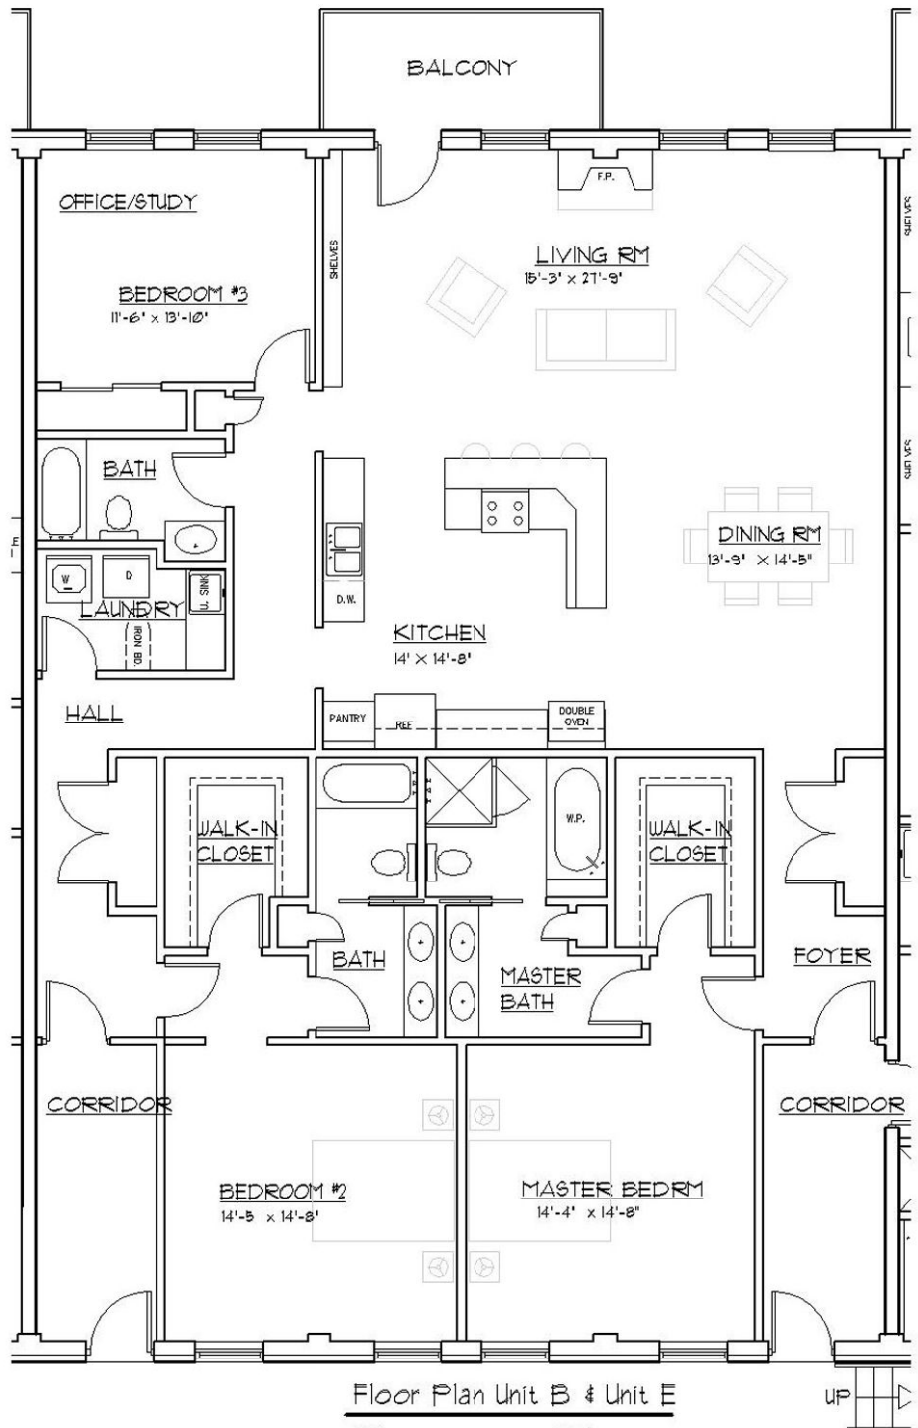 BALCONY
OFFICE/STUDY
F.P.
SHELVES
SHELVES
LIVING RM
15'-3" x 27'-9"
BEDROOM #3
11'-6" x 13'-10"
SHELVES
BATH
DINING RM
13'-9" x 14'-5"
W
D
U. SINK
LAUNDRY
IRON BD.
D.W.
KITCHEN
14' x 14'-8"
HALL
PANTRY
REF
DOUBLE
OVEN
WALK-IN
CLOSET
W.P.
WALK-IN
CLOSET
BATH
MASTER
BATH
FOYER
CORRIDOR
CORRIDOR
BEDROOM #2
14'-5 x 14'-8"
MASTER BEDRM
14'-4" x 14'-8"
Floor Plan Unit B & Unit E
UP